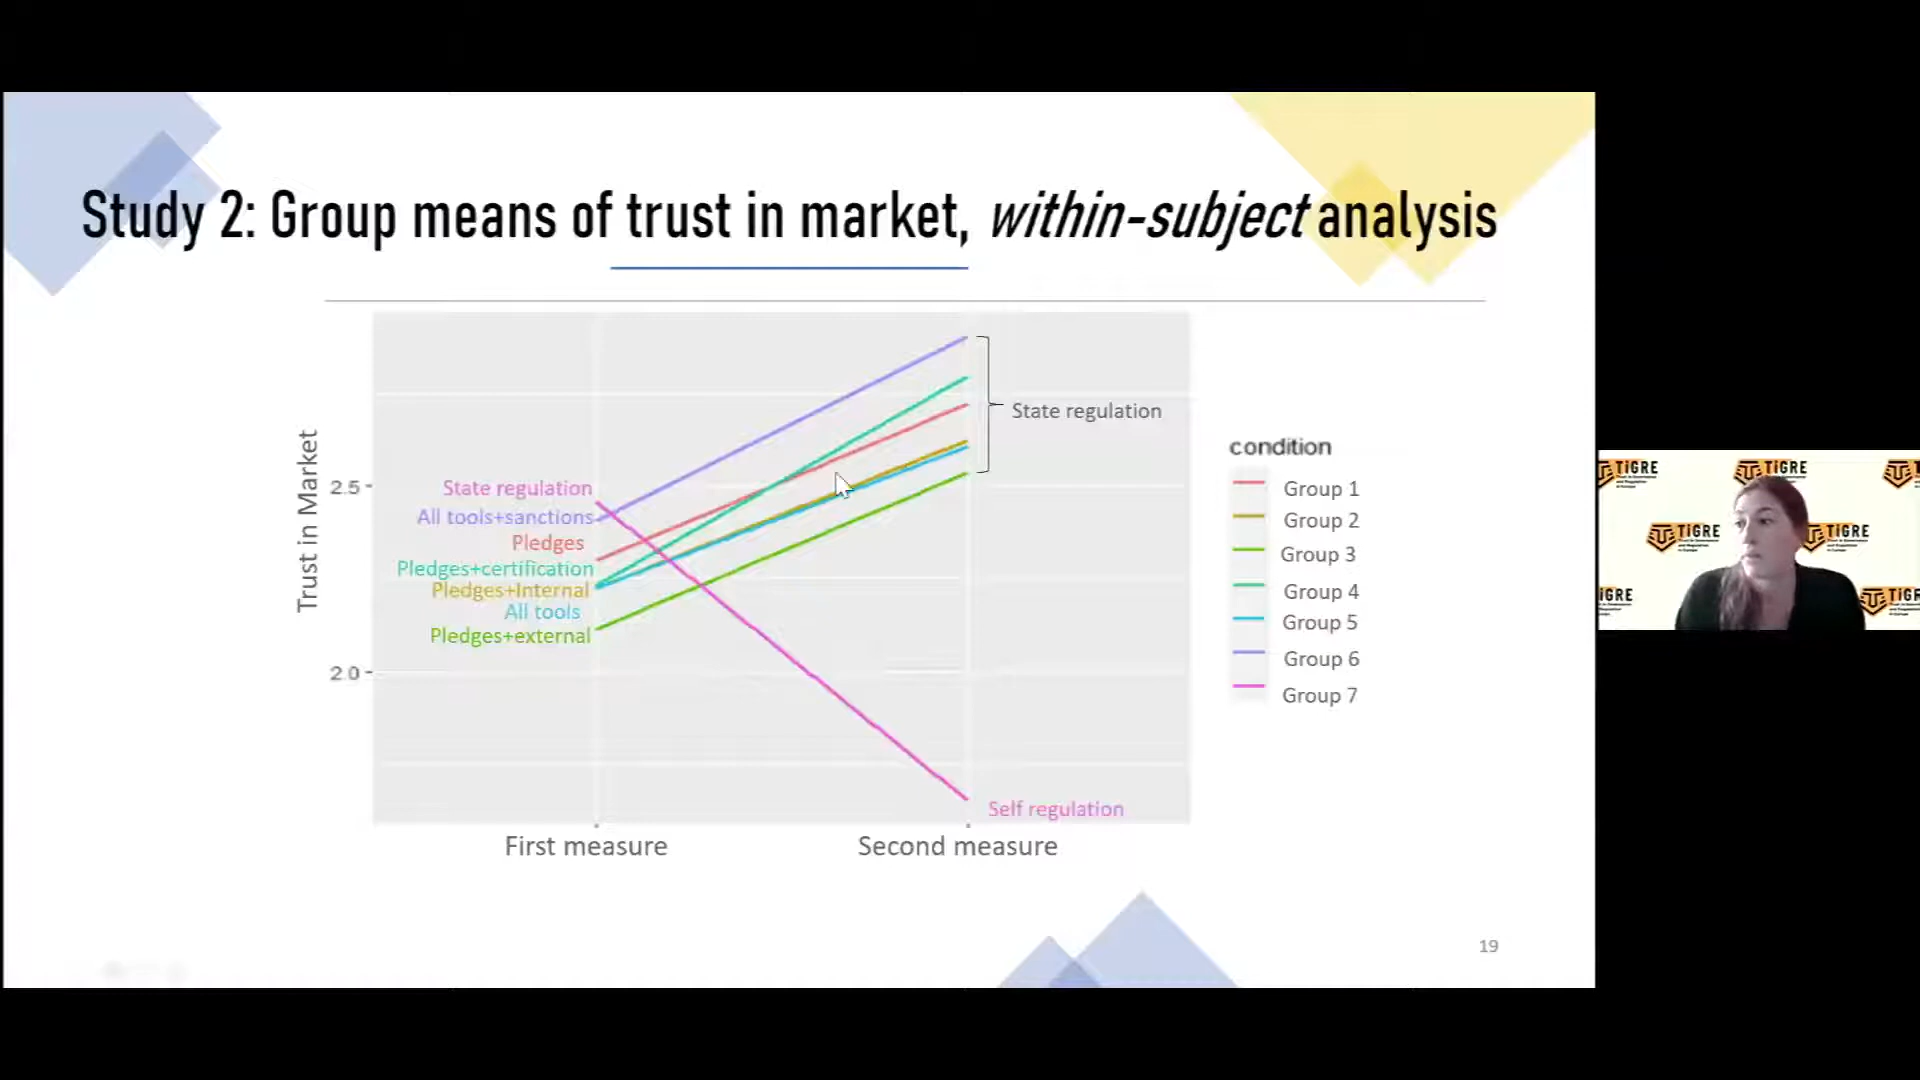 Study 2: Group means of trust in market, within-subject analysis
Trust in Market
2.5
2.0
State regulation
All tools+sanctions
Pledges
Pledges+certification
Pledges+Internal
All tools
Pledges+external
State regulation
Self regulation
First measure
Second measure
condition
Group 1
Group 2
Group 3
Group 4
Group 5
Group 6
Group 7
19
TiGRE
TiGRE
TiGRE
TiGRE
TiGRE
IGRE
TiGR